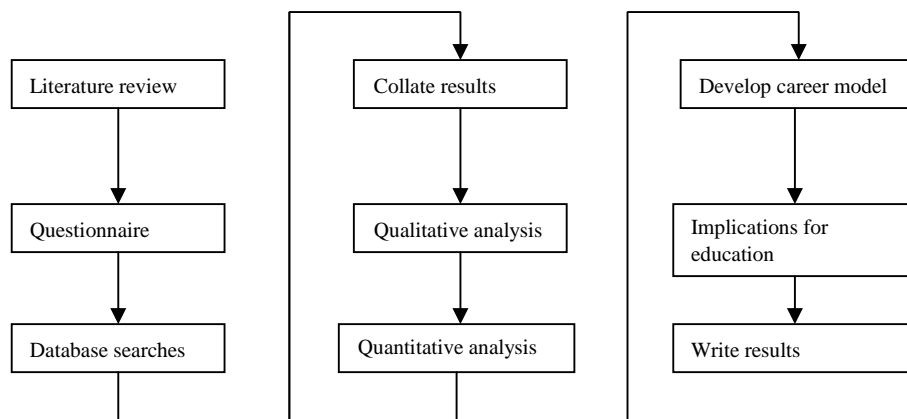 Literature review
Questionnaire
Database searches
Collate results
Qualitative analysis
Quantitative analysis
Develop career model
Implications for
education
Write results